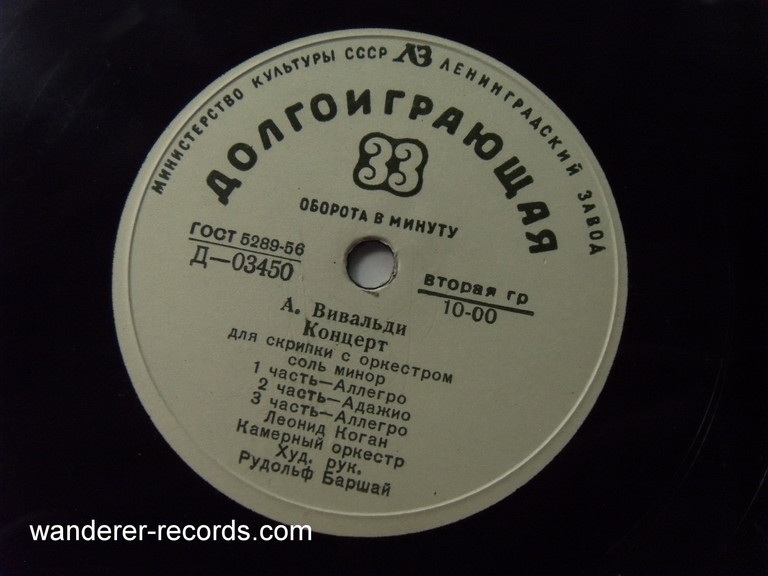 МИНИСТЕРСТВО КУЛЬТУРЫ СССР ЛЗ ЛЕНИНГРАДСКИЙ ЗАВОД
ДОЛГОИГРАЮЩАЯ
33
ОБОРОТА В МИНУТУ
ГОСТ 5289-56
Д—03450
вторая гр
10-00
А. Вивальди
Концерт
для скрипки с оркестром
соль минор
1 часть—Аллегро
2 часть—Адажио
3 часть—Аллегро
Леонид Коган
Камерный оркестр
Худ. рук.
Рудольф Баршай
wanderer-records.com